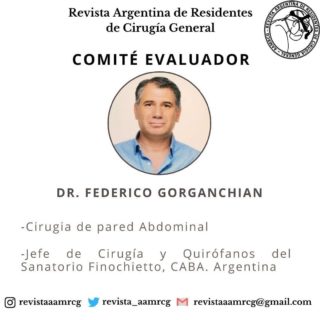 Revista Argentina de Residentes
de Cirugía General
COMITÉ EVALUADOR
DR. FEDERICO GORGANCHIAN
-Cirugia de pared Abdominal
-Jefe de Cirugía y Quirófanos del
Sanatorio Finochietto, CABA. Argentina
revistaaamrcg
revista_aamrcg
revistaaamrcg@gmail.com